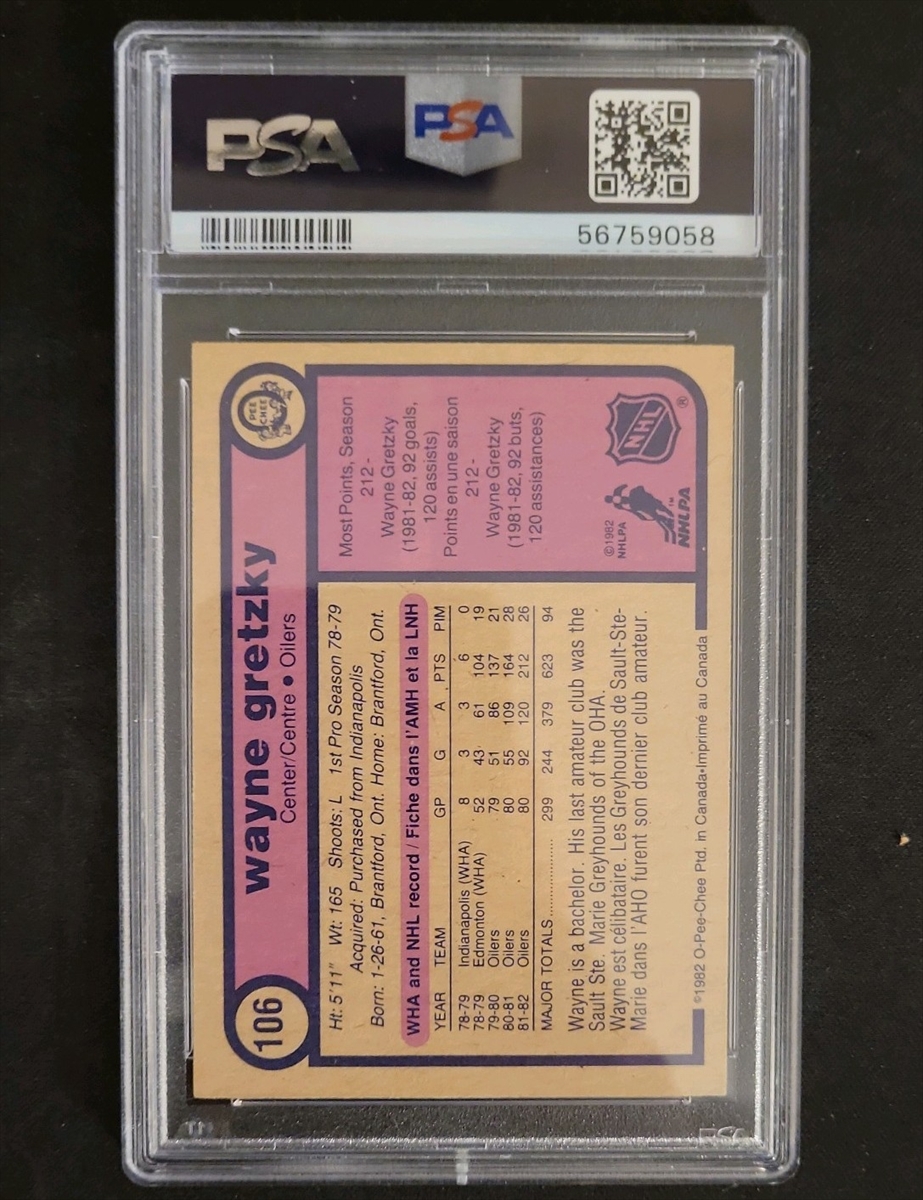 PSA
PSA
56759058
106
wayne gretzky
Center/Centre • Oilers
O
PEE
CHEE
Ht: 5'11" Wt: 165 Shoots: L 1st Pro Season 78-79
Acquired: Purchased from Indianapolis
Born: 1-26-61, Brantford, Ont. Home: Brantford, Ont.
WHA and NHL record / Fiche dans l'AMH et la LNH
YEAR TEAM GP G A PTS PIM
78-79 Indianapolis (WHA) 8 3 3 6 0
78-79 Edmonton (WHA) 52 43 61 104 19
79-80 Oilers 79 51 86 137 21
80-81 Oilers 80 55 109 164 28
81-82 Oilers 80 92 120 212 26
MAJOR TOTALS.............. 299 244 379 623 94
Wayne is a bachelor. His last amateur club was the
Sault Ste. Marie Greyhounds of the OHA.
Wayne est célibataire. Les Greyhounds de Sault-Ste-
Marie dans l'AHO furent son dernier club amateur.
©1982 O-Pee-Chee Ptd. in Canada•Imprimé au Canada
Most Points, Season
212 -
Wayne Gretzky
(1981-82, 92 goals,
120 assists)
Points en une saison
212 -
Wayne Gretzky
(1981-82, 92 buts,
120 assistances)
©1982
NHLPA
NHLPA
TM
NHL
®
PSA